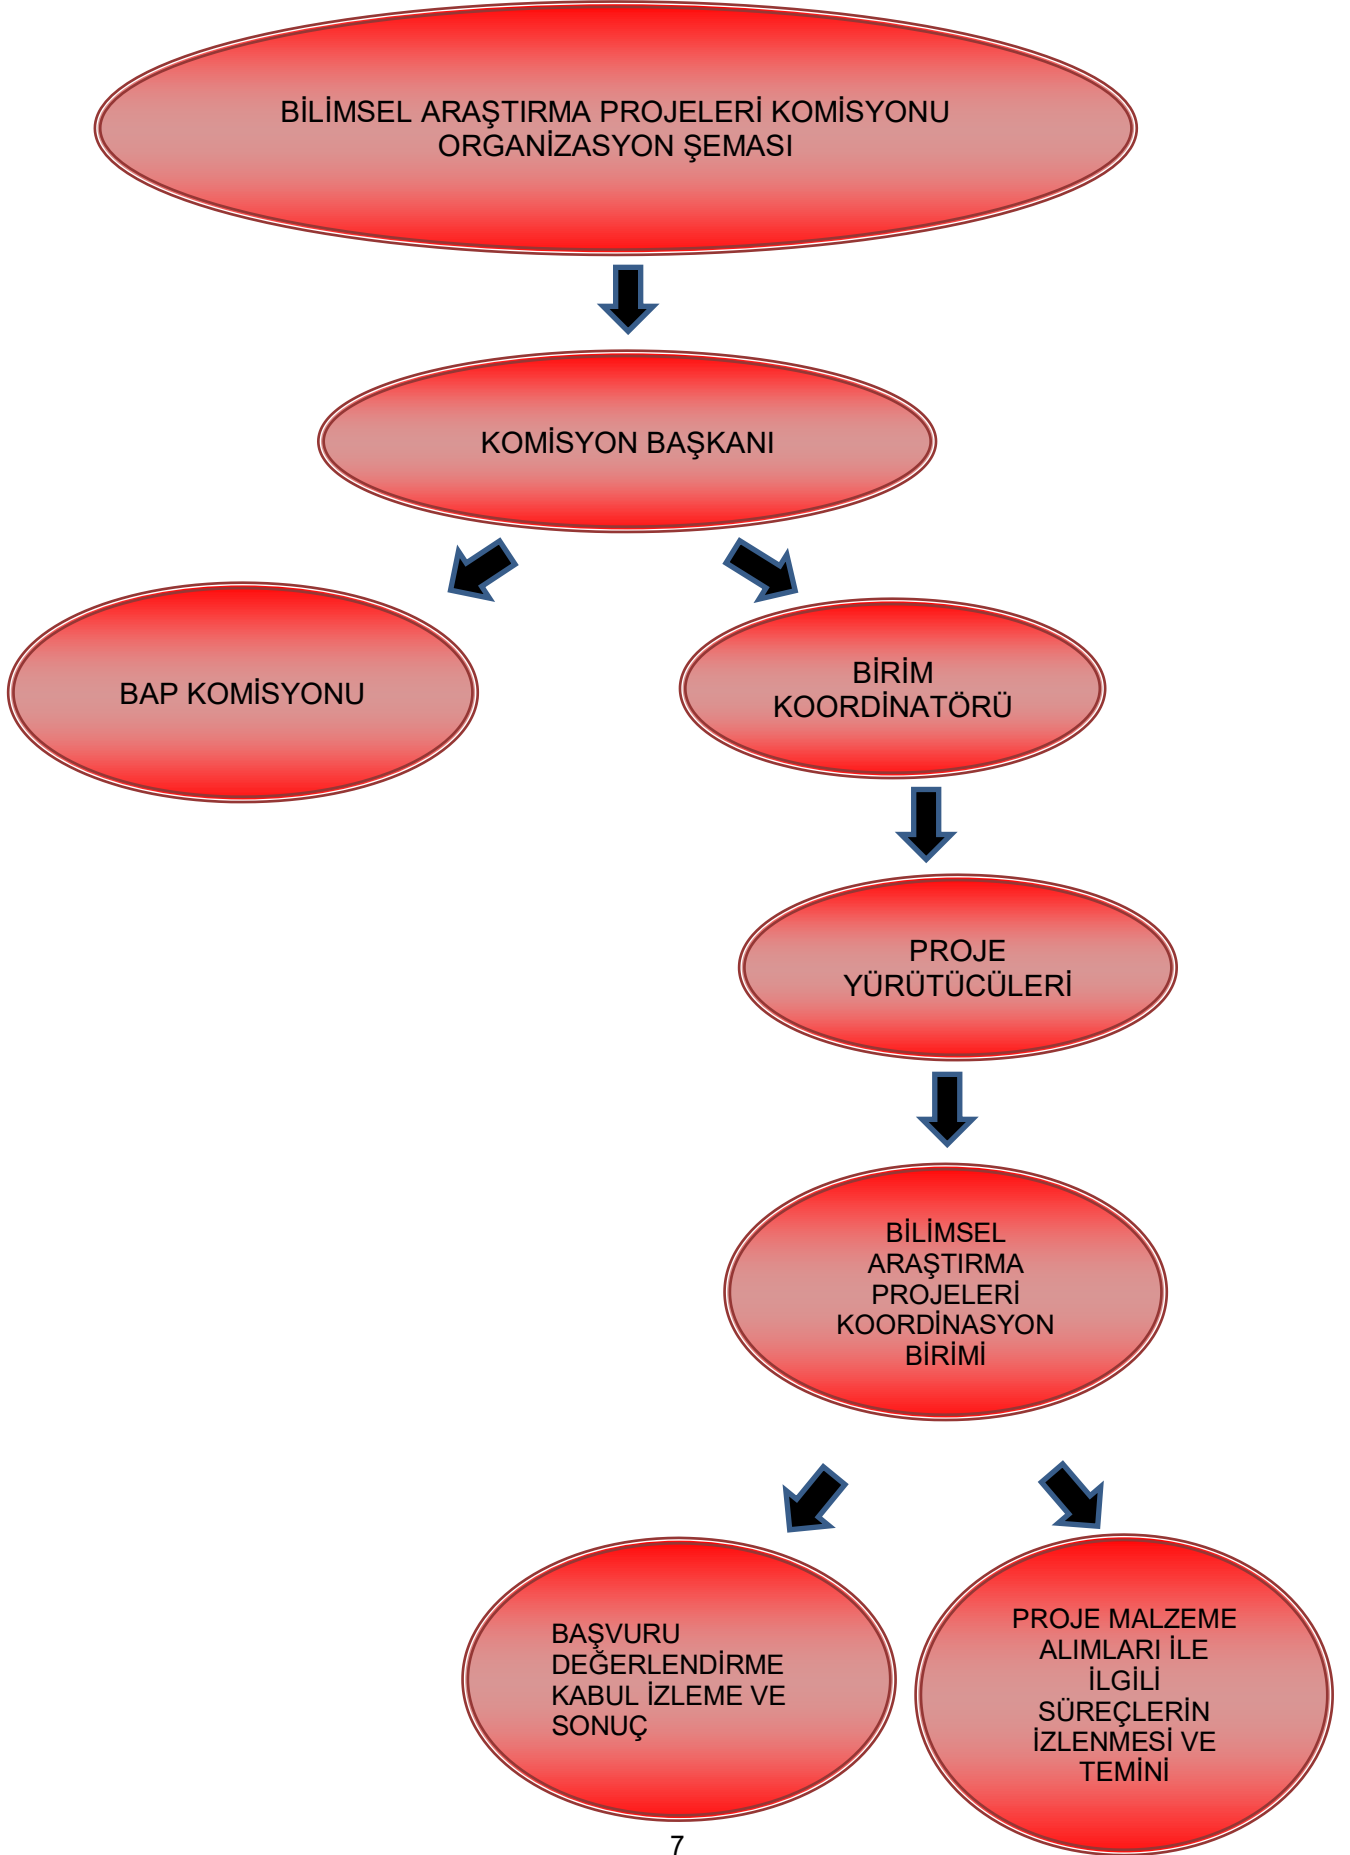 BİLİMSEL ARAŞTIRMA PROJELERİ KOMİSYONU
ORGANİZASYON ŞEMASI
KOMİSYON BAŞKANI
BAP KOMİSYONU
BİRİM
KOORDİNATÖRÜ
PROJE
YÜRÜTÜCÜLERİ
BİLİMSEL
ARAŞTIRMA
PROJELERİ
KOORDİNASYON
BİRİMİ
BAŞVURU
DEĞERLENDİRME
KABUL İZLEME VE
SONUÇ
PROJE MALZEME
ALIMLARI İLE
İLGİLİ
SÜREÇLERİN
İZLENMESİ VE
TEMİNİ
7